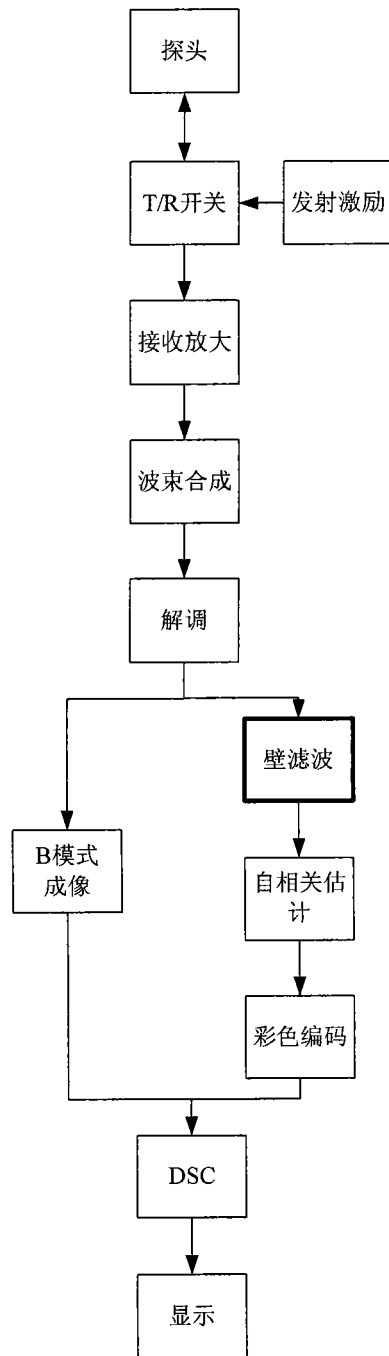 探头
T/R开关
发射激励
接收放大
波束合成
解调
壁滤波
B模式
成像
自相关估
计
彩色编码
DSC
显示